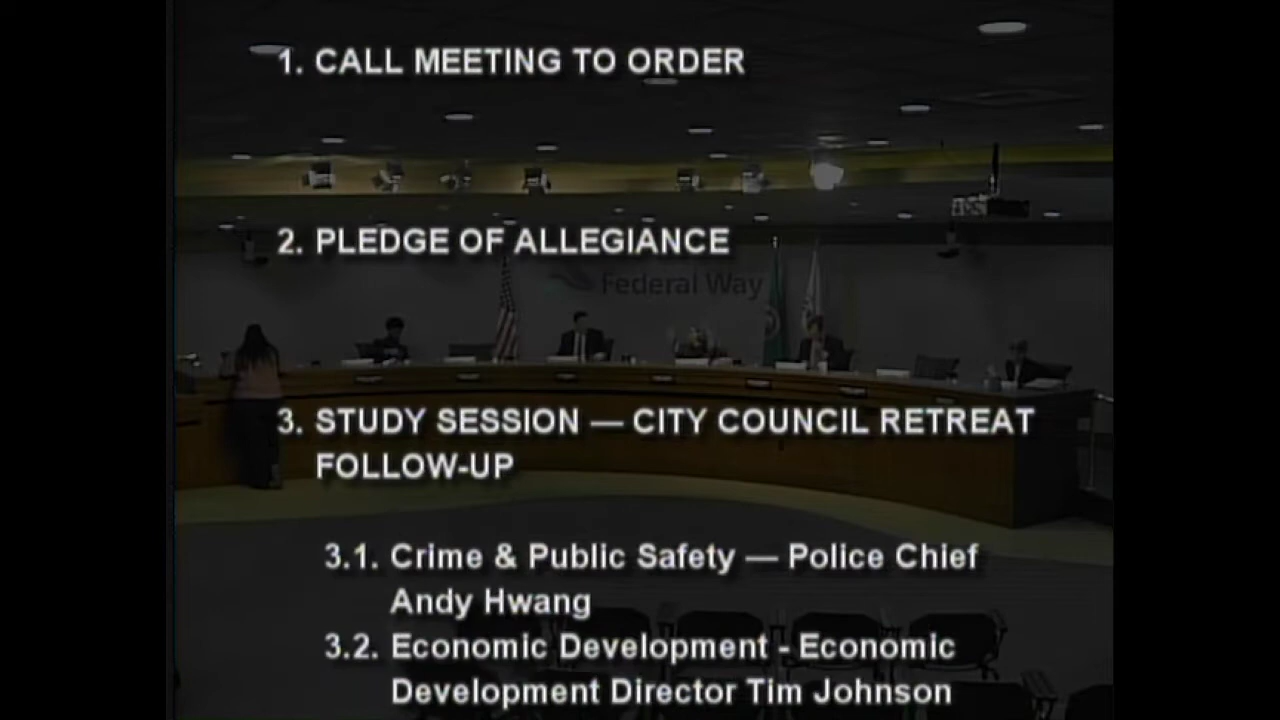 1. CALL MEETING TO ORDER
2. PLEDGE OF ALLEGIANCE
Federal Way
3. STUDY SESSION — CITY COUNCIL RETREAT
FOLLOW-UP
3.1. Crime & Public Safety — Police Chief
Andy Hwang
3.2. Economic Development - Economic
Development Director Tim Johnson